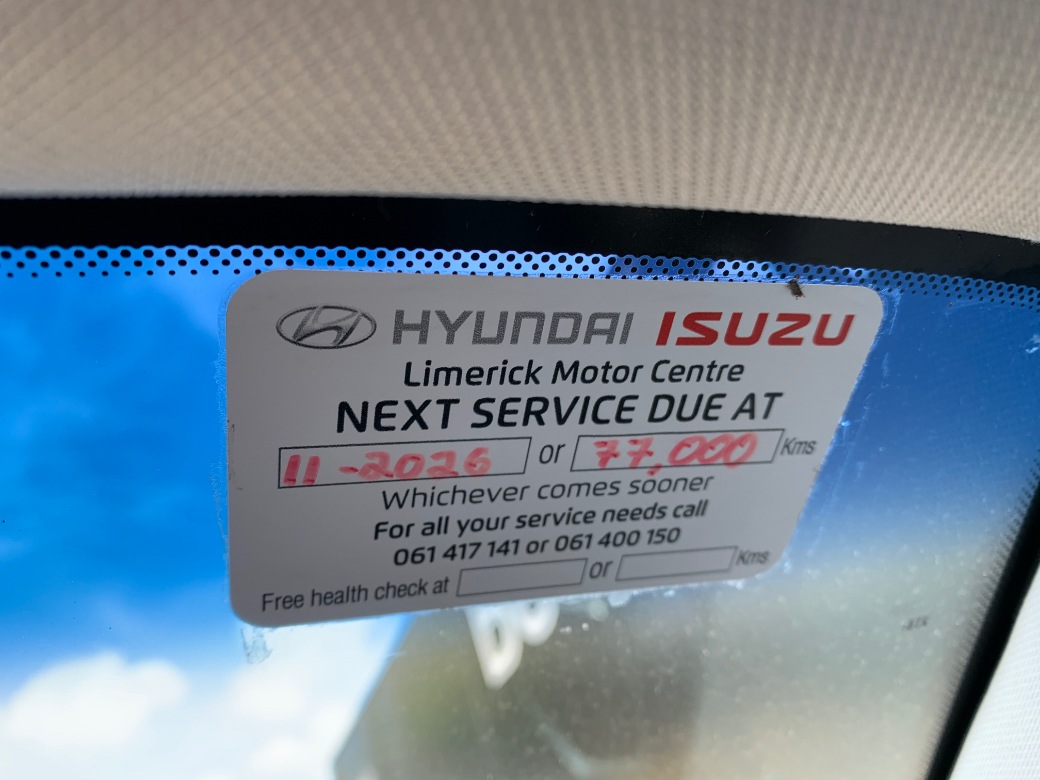 HYUNDAI ISUZU
Limerick Motor Centre
NEXT SERVICE DUE AT
11-2026 or 77,000 Kms
Whichever comes sooner
For all your service needs call
061 417 141 or 061 400 150
Free health check at or Kms